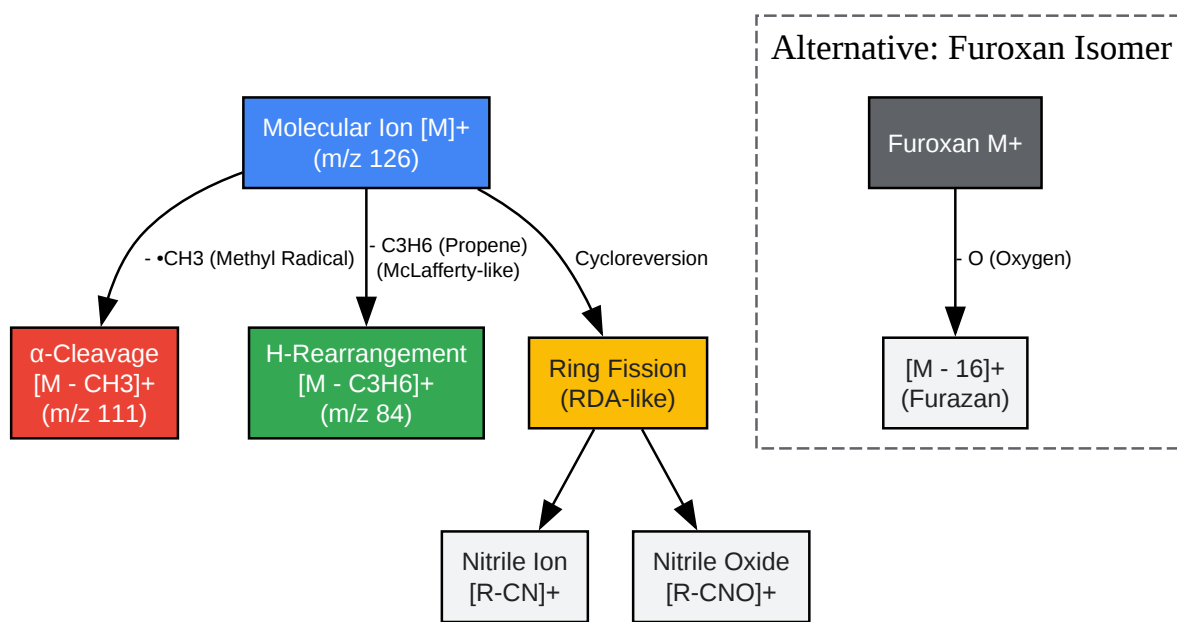 Alternative: Furoxan Isomer
Molecular Ion [M]+
(m/z 126)
Furoxan M+
- •CH3 (Methyl Radical)
- C3H6 (Propene)
(McLafferty-like)
Cycloreversion
- O (Oxygen)
α-Cleavage
[M - CH3]+
(m/z 111)
H-Rearrangement
[M - C3H6]+
(m/z 84)
Ring Fission
(RDA-like)
[M - 16]+
(Furazan)
Nitrile Ion
[R-CN]+
Nitrile Oxide
[R-CNO]+